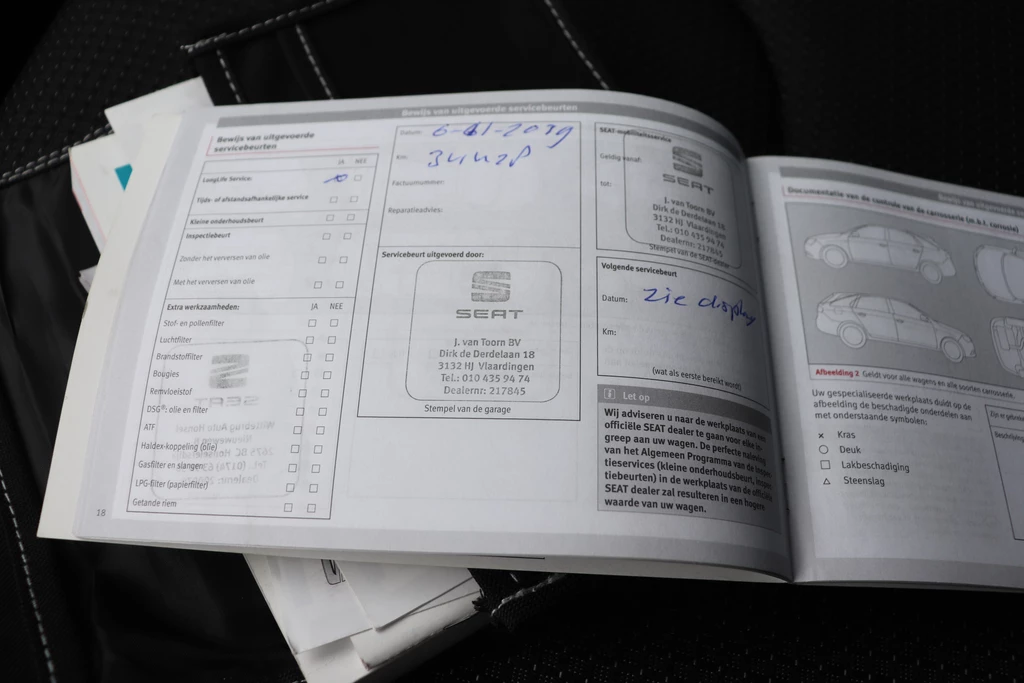 Bewijs van uitgevoerde servicebeurten
Bewijs van uitgevoerde
servicebeurten
JA NEE
LongLife Service:
Tijds- of afstandsafhankelijke service
Kleine onderhoudsbeurt
Inspectiebeurt
Zonder het verversen van olie
Met het verversen van olie
Extra werkzaamheden: JA NEE
Stof- en pollenfilter
Luchtfilter
Brandstoffilter
Bougies
Remvloeistof
DSG®: olie en filter
ATF
Haldex-koppeling (olie)
Gasfilter en slangen
LPG-filter (papierfilter)
Getande riem
18
Datum: 6-11-2019
Km:
Factuurnummer:
Reparatieadvies:
Servicebeurt uitgevoerd door:
SEAT
J. van Toorn BV
Dirk de Derdelaan 18
3132 HJ Vlaardingen
Tel.: 010 435 94 74
Dealernr: 217845
Stempel van de garage
SEAT-mobiliteitsservice
Geldig vanaf:
tot:
SEAT
J. van Toorn BV
Dirk de Derdelaan 18
3132 HJ Vlaardingen
Tel.: 010 435 94 74
Dealernr: 217845
Stempel van de SEAT-dealer
Volgende servicebeurt
Datum: zie display
Km:
(wat als eerste bereikt wordt)
Let op
Wij adviseren u naar de werkplaats van een
officiële SEAT dealer te gaan voor elke in-
greep aan uw wagen. De perfecte naleving
van het Algemeen Programma van de inspec-
tieservices (kleine onderhoudsbeurt, inspec-
tiebeurten) in de werkplaats van de officiële
SEAT dealer zal resulteren in een hogere
waarde van uw wagen.
Documentatie van de controle van de carrosserie (m.b.t. corrosie)
Afbeelding 2 Geldt voor alle wagens en alle soorten carrosserie.
Uw gespecialiseerde werkplaats duidt op de
afbeelding de beschadigde onderdelen aan
met onderstaande symbolen:
x Kras
○ Deuk
□ Lakbeschadiging
△ Steenslag